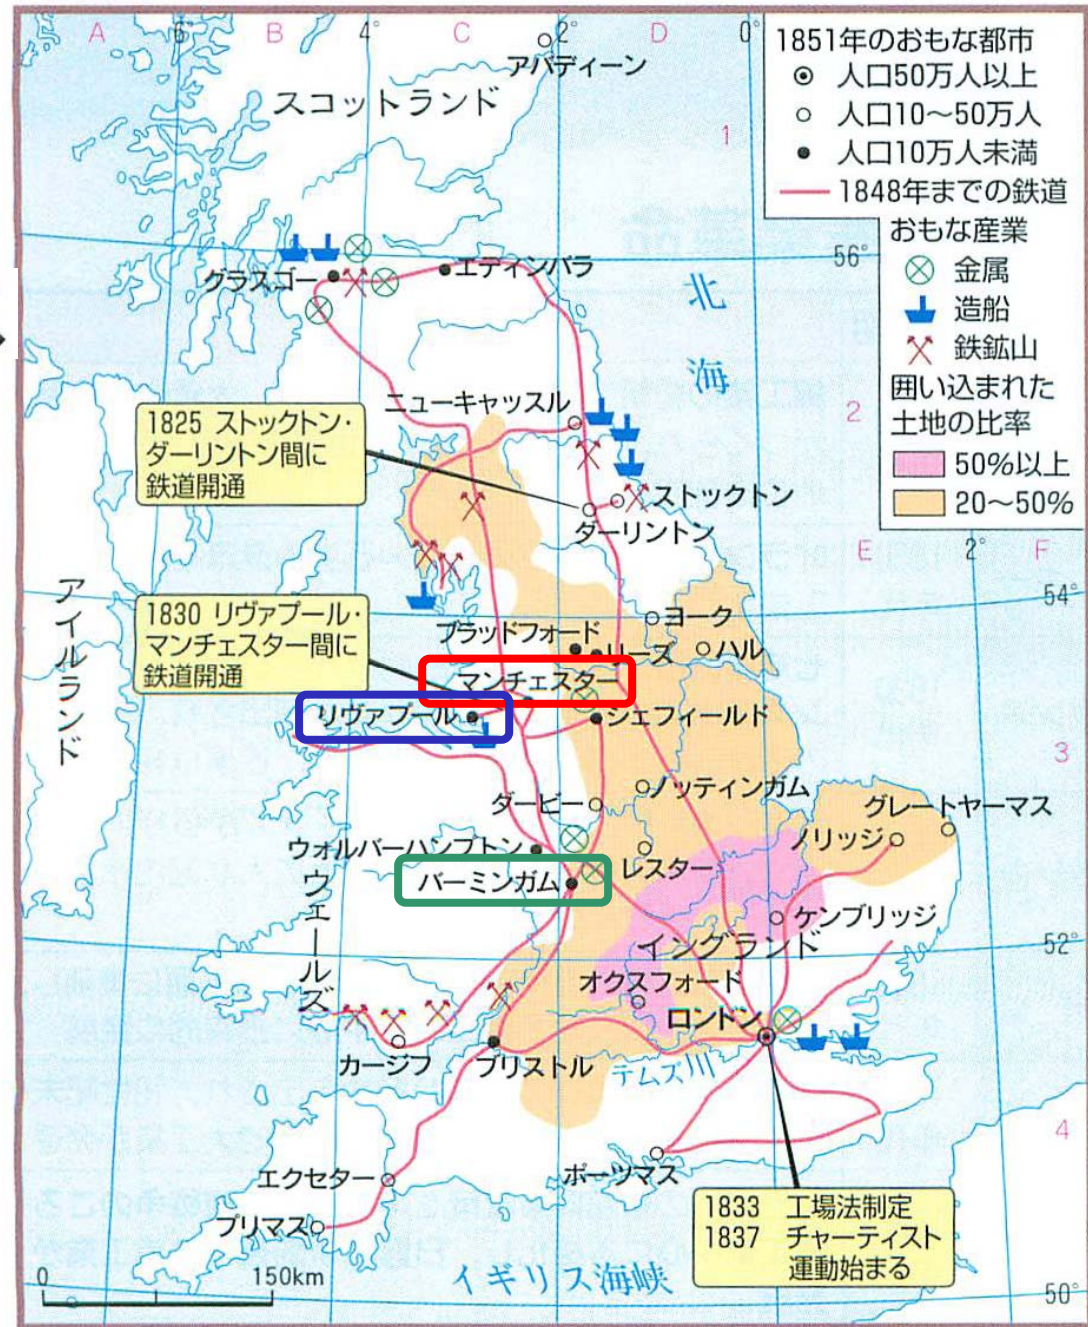 A
B
C
D
E
F
1
2
3
4
6°
4°
2°
0°
2°
56°
54°
52°
50°
1851年のおもな都市
人口50万人以上
人口10〜50万人
人口10万人未満
1848年までの鉄道
おもな産業
金属
造船
鉄鉱山
囲い込まれた
土地の比率
50%以上
20〜50%
アバディーン
スコットランド
グラスゴー
エディンバラ
北海
ニューキャッスル
1825 ストックトン・
ダーリントン間に
鉄道開通
ストックトン
ダーリントン
アイルランド
1830 リヴァプール・
マンチェスター間に
鉄道開通
ヨーク
ブラッドフォード
リーズ
ハル
マンチェスター
リヴァプール
シェフィールド
ノッティンガム
ダービー
グレートヤーマス
ノリッジ
ウォルバーハンプトン
レスター
バーミンガム
ケンブリッジ
ウェールズ
イングランド
オクスフォード
ロンドン
カージフ
ブリストル
テムズ川
ポーツマス
エクセター
プリマス
1833 工場法制定
1837 チャーティスト
運動始まる
イギリス海峡
0 150km